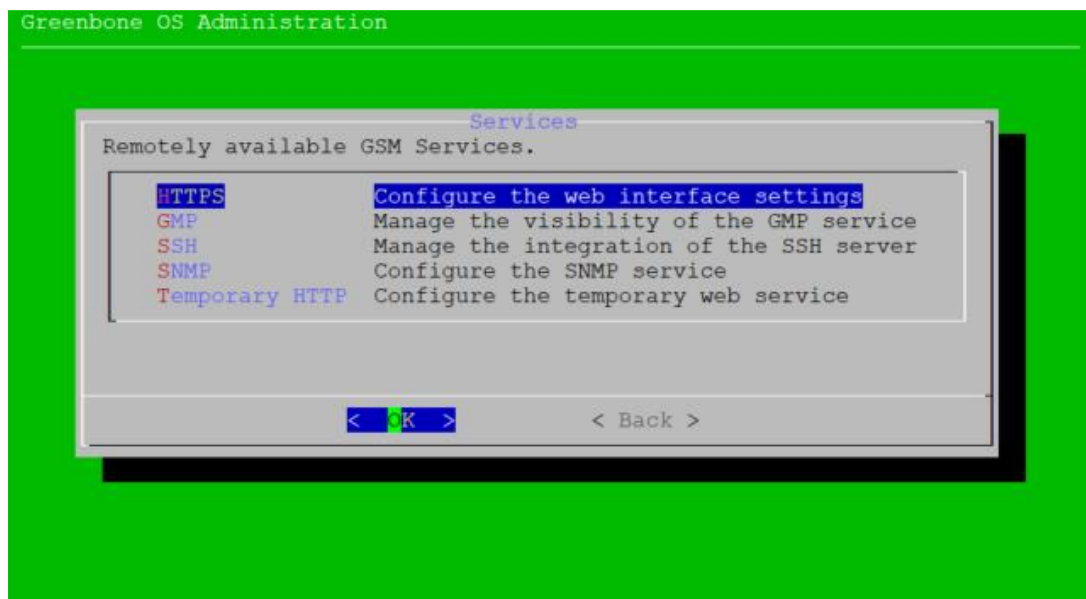 Greenbone OS Administration
Services
Remotely available GSM Services.
HTTPS Configure the web interface settings
GMP Manage the visibility of the GMP service
SSH Manage the integration of the SSH server
SNMP Configure the SNMP service
Temporary HTTP Configure the temporary web service
< OK > < Back >